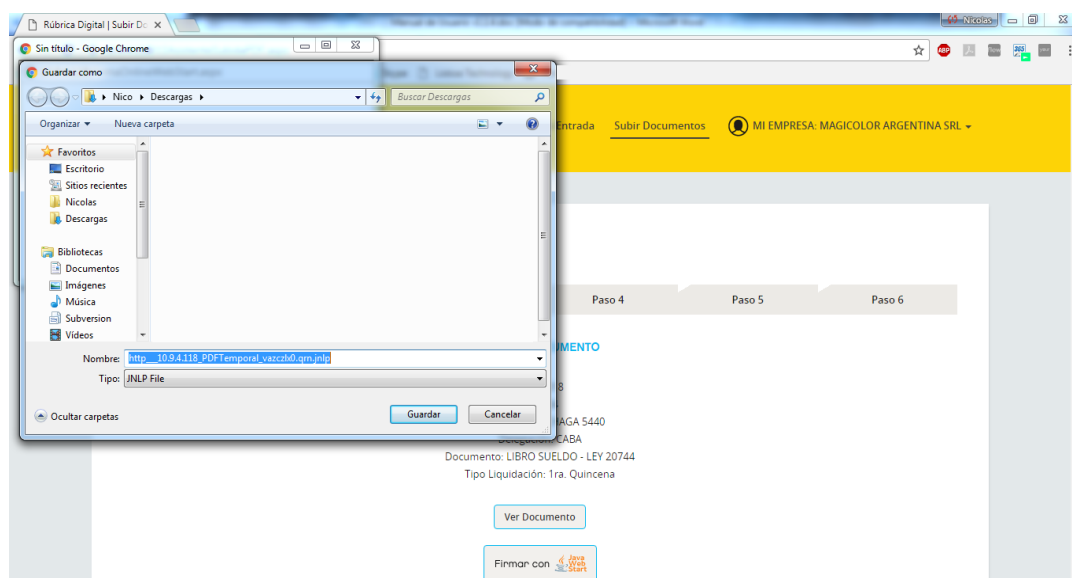 Rúbrica Digital | Subir Do
Nicolas
Sin título - Google Chrome
Guardar como
Nico Descargas
Buscar Descargas
Organizar Nueva carpeta
Entrada Subir Documentos MI EMPRESA: MAGICOLOR ARGENTINA SRL
Favoritos
Escritorio
Sitios recientes
Nicolas
Descargas
Bibliotecas
Documentos
Imágenes
Música
Subversion
Vídeos
Paso 4 Paso 5 Paso 6
Nombre: http__10.9.4.118_PDFTemporal_vazczlx0.qrn.jnlp
Tipo: JNLP File
Ocultar carpetas
Guardar Cancelar
UMENTO
8
AGA 5440
Delegación: CABA
Documento: LIBRO SUELDO - LEY 20744
Tipo Liquidación: 1ra. Quincena
Ver Documento
Firmar con Java Web Start